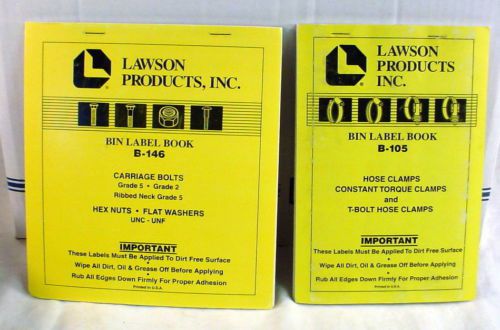 LAWSON
PRODUCTS, INC.
BIN LABEL BOOK
B-146
CARRIAGE BOLTS
Grade 5 • Grade 2
Ribbed Neck Grade 5
HEX NUTS • FLAT WASHERS
UNC - UNF
IMPORTANT
These Labels Must Be Applied To Dirt Free Surface
•
Wipe All Dirt, Oil & Grease Off Before Applying
•
Rub All Edges Down Firmly For Proper Adhesion
Printed in U.S.A.
LAWSON
PRODUCTS
INC.
BIN LABEL BOOK
B-105
HOSE CLAMPS
CONSTANT TORQUE CLAMPS
and
T-BOLT HOSE CLAMPS
IMPORTANT
These Labels Must Be Applied To Dirt Free Surface
•
Wipe All Dirt, Oil & Grease Off Before Applying
•
Rub All Edges Down Firmly For Proper Adhesion
Printed in U.S.A.